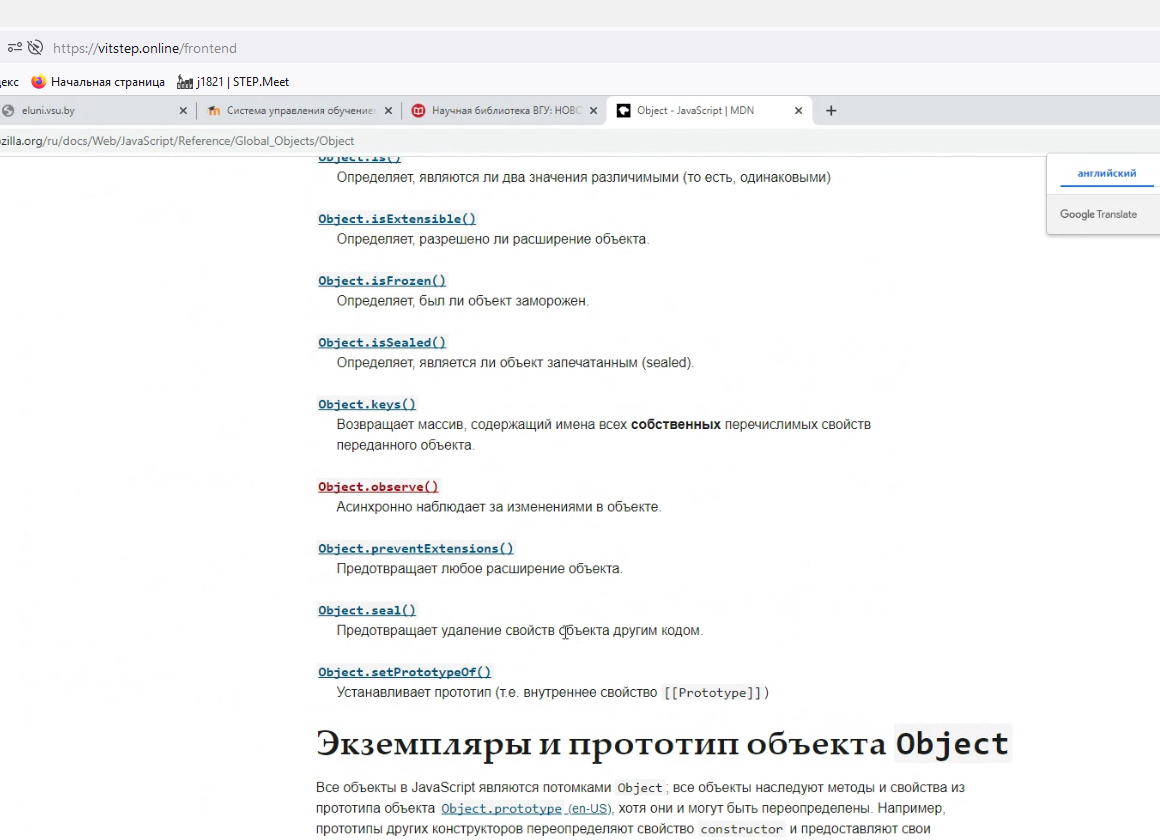 https://vitstep.online/frontend
екс Начальная страница j1821 | STEP.Meet
eluni.vsu.by Система управления обучение Научная библиотека ВГУ: НОВО Object - JavaScript | MDN
zilla.org/ru/docs/Web/JavaScript/Reference/Global_Objects/Object
Object.is()
Определяет, являются ли два значения различимыми (то есть, одинаковыми)
английский
Google Translate
Object.isExtensible()
Определяет, разрешено ли расширение объекта.
Object.isFrozen()
Определяет, был ли объект заморожен.
Object.isSealed()
Определяет, является ли объект запечатанным (sealed).
Object.keys()
Возвращает массив, содержащий имена всех собственных перечислимых свойств
переданного объекта.
Object.observe()
Асинхронно наблюдает за изменениями в объекте.
Object.preventExtensions()
Предотвращает любое расширение объекта.
Object.seal()
Предотвращает удаление свойств объекта другим кодом.
Object.setPrototypeOf()
Устанавливает прототип (т.е. внутреннее свойство [[Prototype]])
Экземпляры и прототип объекта Object
Все объекты в JavaScript являются потомками Object; все объекты наследуют методы и свойства из
прототипа объекта Object.prototype (en-US), хотя они и могут быть переопределены. Например,
прототипы других конструкторов переопределяют свойство constructor и предоставляют свои